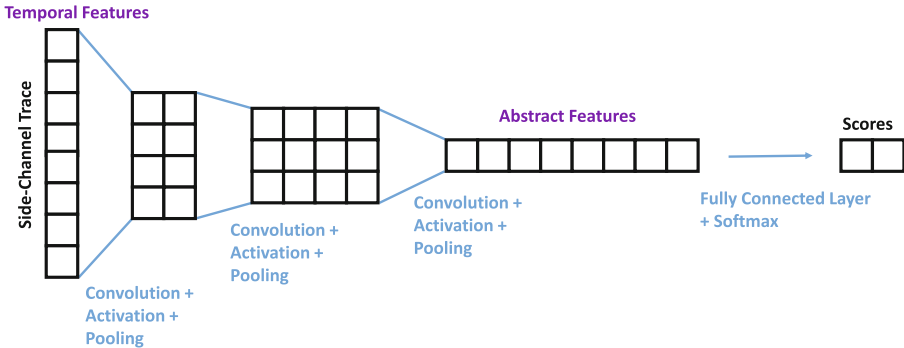 Temporal Features
Side-Channel Trace
Convolution +
Activation +
Pooling
Convolution +
Activation +
Pooling
Convolution +
Activation +
Pooling
Abstract Features
Fully Connected Layer
+ Softmax
Scores